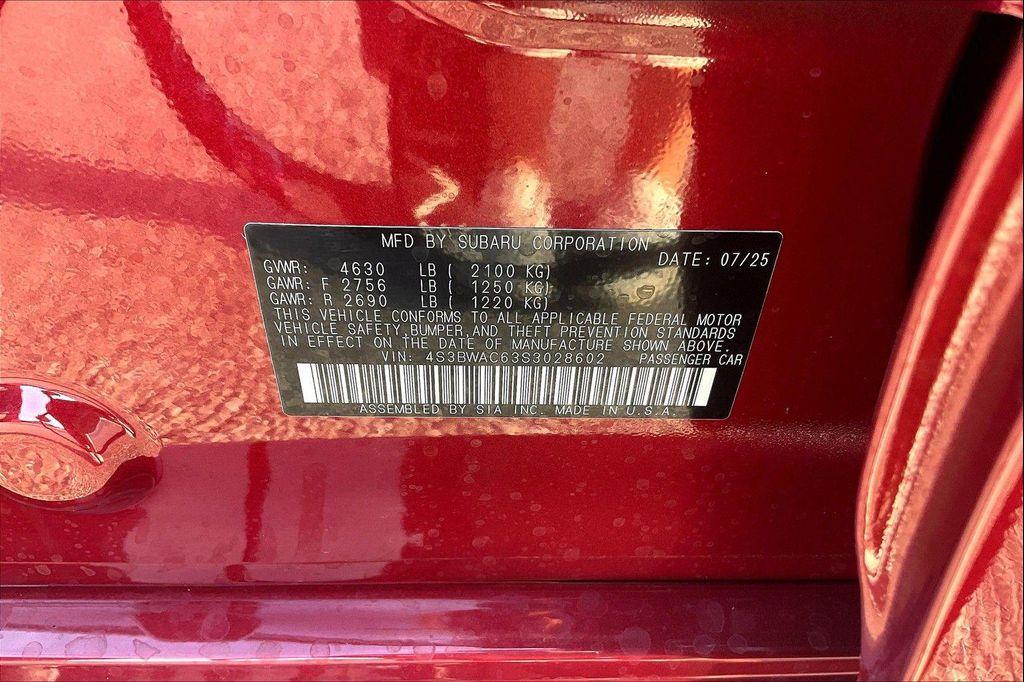 MFD BY SUBARU CORPORATION
DATE: 07/25
GVWR: 4630 LB ( 2100 KG)
GAWR: F 2756 LB ( 1250 KG)
GAWR: R 2690 LB ( 1220 KG)
THIS VEHICLE CONFORMS TO ALL APPLICABLE FEDERAL MOTOR
VEHICLE SAFETY, BUMPER, AND THEFT PREVENTION STANDARDS
IN EFFECT ON THE DATE OF MANUFACTURE SHOWN ABOVE.
VIN: 4S3BWAC63S3028602 PASSENGER CAR
ASSEMBLED BY SIA INC. MADE IN U.S.A.